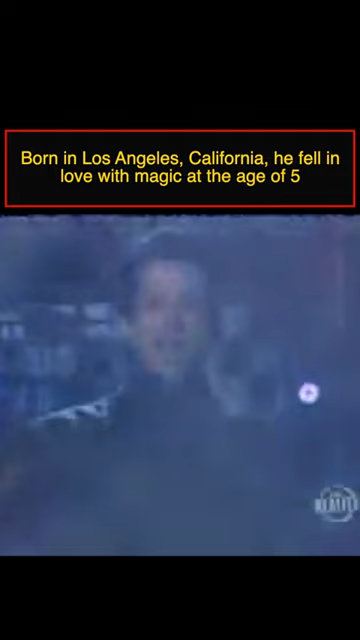 Born in Los Angeles, California, he fell in
love with magic at the age of 5